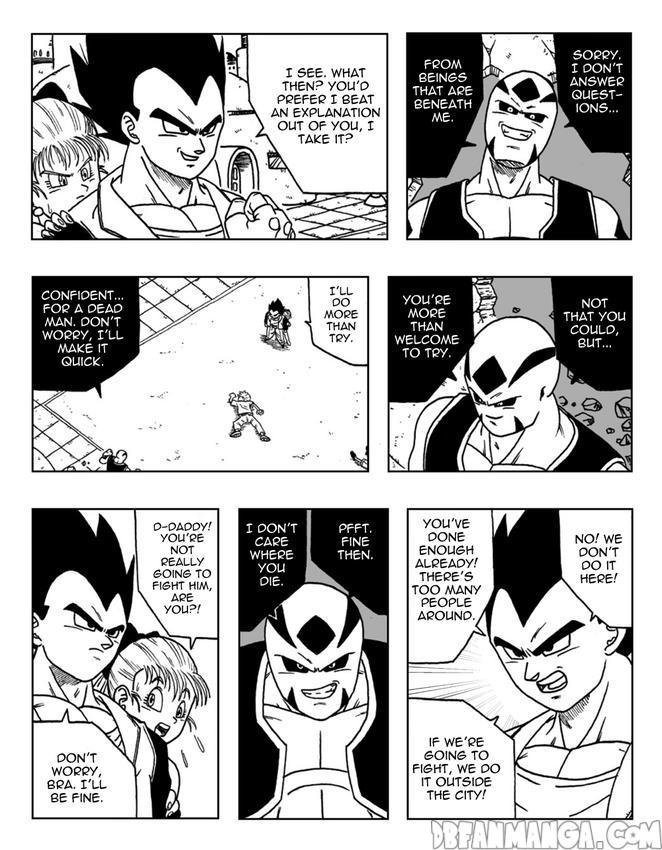 SORRY.
I DON'T
ANSWER
QUEST-
IONS...
FROM
BEINGS
THAT ARE
BENEATH
ME.
I SEE. WHAT
THEN? YOU'D
PREFER I BEAT
AN EXPLANATION
OUT OF YOU, I
TAKE IT?
NOT
THAT YOU
COULD,
BUT...
YOU'RE
MORE
THAN
WELCOME
TO TRY.
I'LL
DO
MORE
THAN
TRY.
CONFIDENT...
FOR A DEAD
MAN. DON'T
WORRY, I'LL
MAKE IT
QUICK.
NO! WE
DON'T
DO IT
HERE!
YOU'VE
DONE
ENOUGH
ALREADY!
THERE'S
TOO MANY
PEOPLE
AROUND.
IF WE'RE
GOING TO
FIGHT, WE DO
IT OUTSIDE
THE CITY!
PFFT.
FINE
THEN.
I DON'T
CARE
WHERE
YOU
DIE.
D-DADDY!
YOU'RE
NOT
REALLY
GOING TO
FIGHT HIM,
ARE
YOU?!
DON'T
WORRY,
BRA. I'LL
BE FINE.
DBFANMANGA.COM